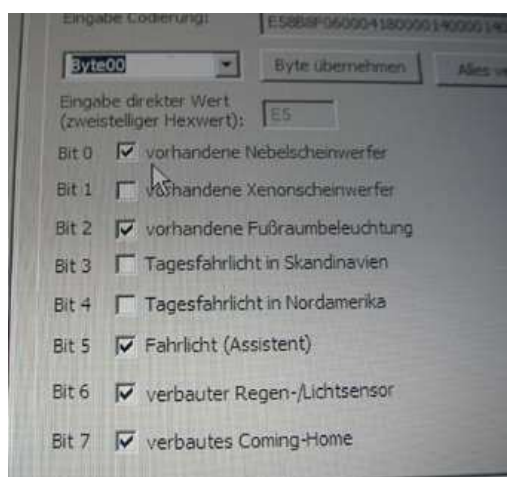 Eingabe Codierung:
Byte00 Byte übernehmen
Eingabe direkter Wert
(zweistelliger Hexwert): E5
Bit 0 vorhandene Nebelscheinwerfer
Bit 1 vorhandene Xenonscheinwerfer
Bit 2 vorhandene Fußraumbeleuchtung
Bit 3 Tagesfahrlicht in Skandinavien
Bit 4 Tagesfahrlicht in Nordamerika
Bit 5 Fahrlicht (Assistent)
Bit 6 verbauter Regen-/Lichtsensor
Bit 7 verbautes Coming-Home